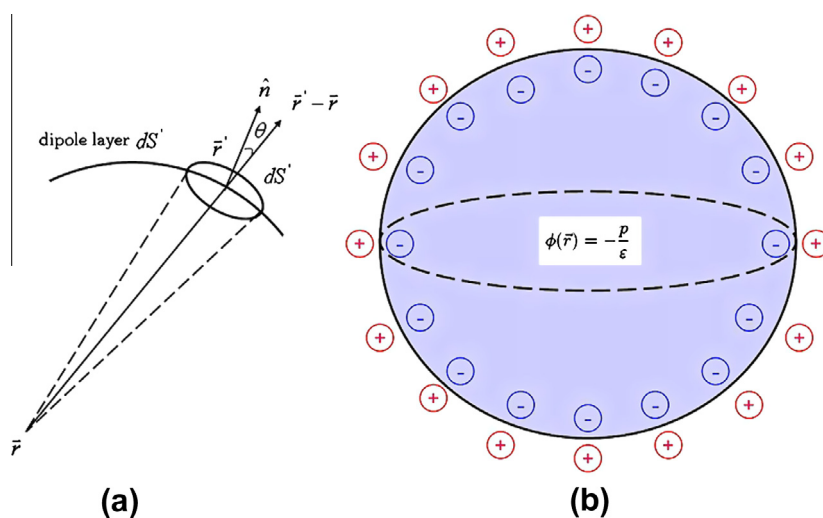 n̂
r̄' − r̄
θ
r̄'
dipole layer dS'
dS'
r̄
(a)
+ + + + + + + + + + + + + + + +
- - - - - - - - - - - - - - - -
ϕ(r⃗) = −p/ε
(b)